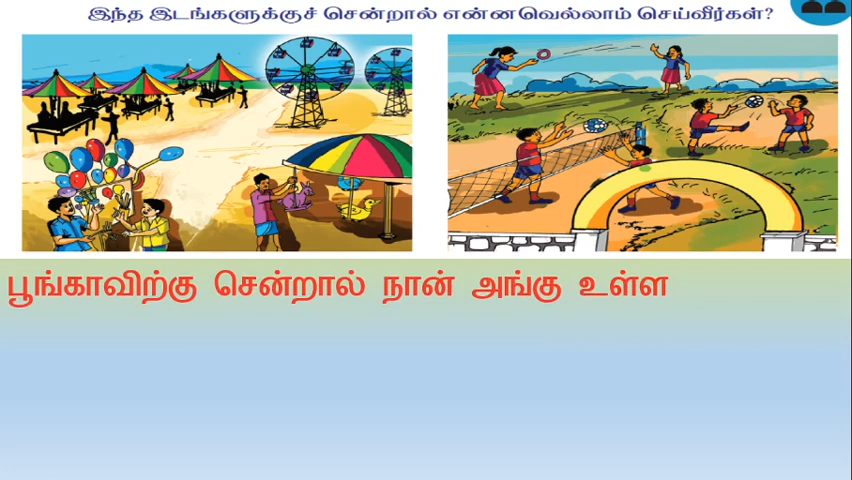 இந்த இடங்களுக்குச் சென்றால் என்னவெல்லாம் செய்வீர்கள்?
பூங்காவிற்கு சென்றால் நான் அங்கு உள்ள